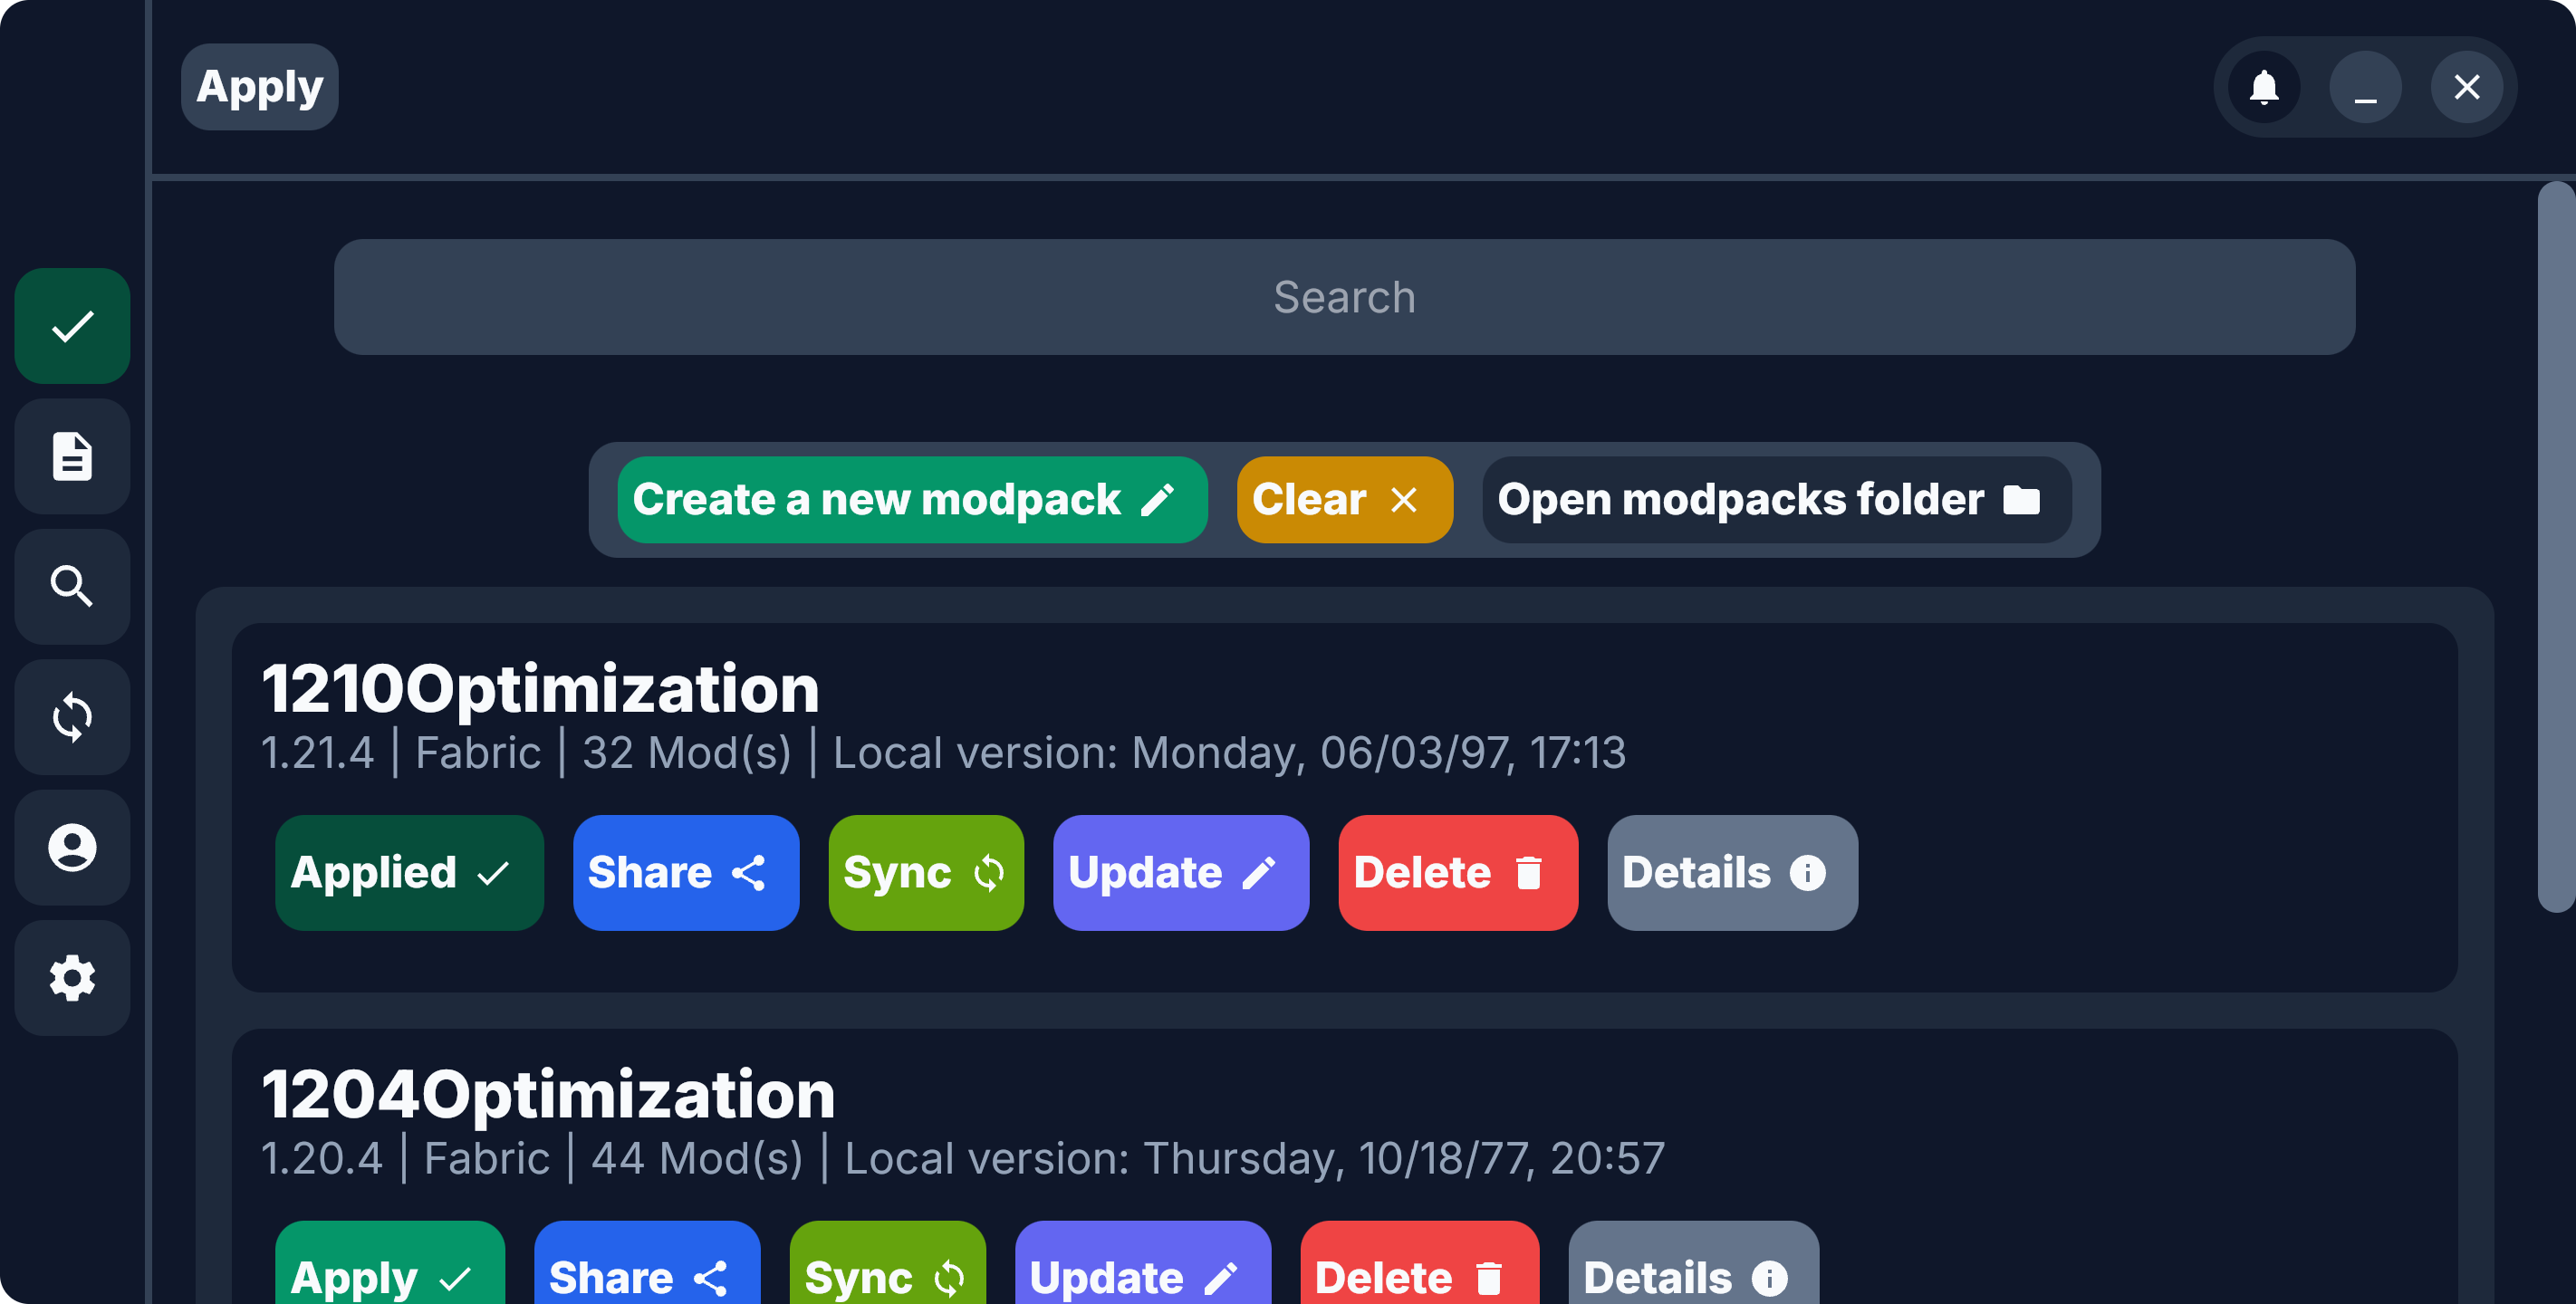 Apply
Search
Create a new modpack
Clear
Open modpacks folder
1210Optimization
1.21.4 | Fabric | 32 Mod(s) | Local version: Monday, 06/03/97, 17:13
Applied
Share
Sync
Update
Delete
Details
1204Optimization
1.20.4 | Fabric | 44 Mod(s) | Local version: Thursday, 10/18/77, 20:57
Apply
Share
Sync
Update
Delete
Details